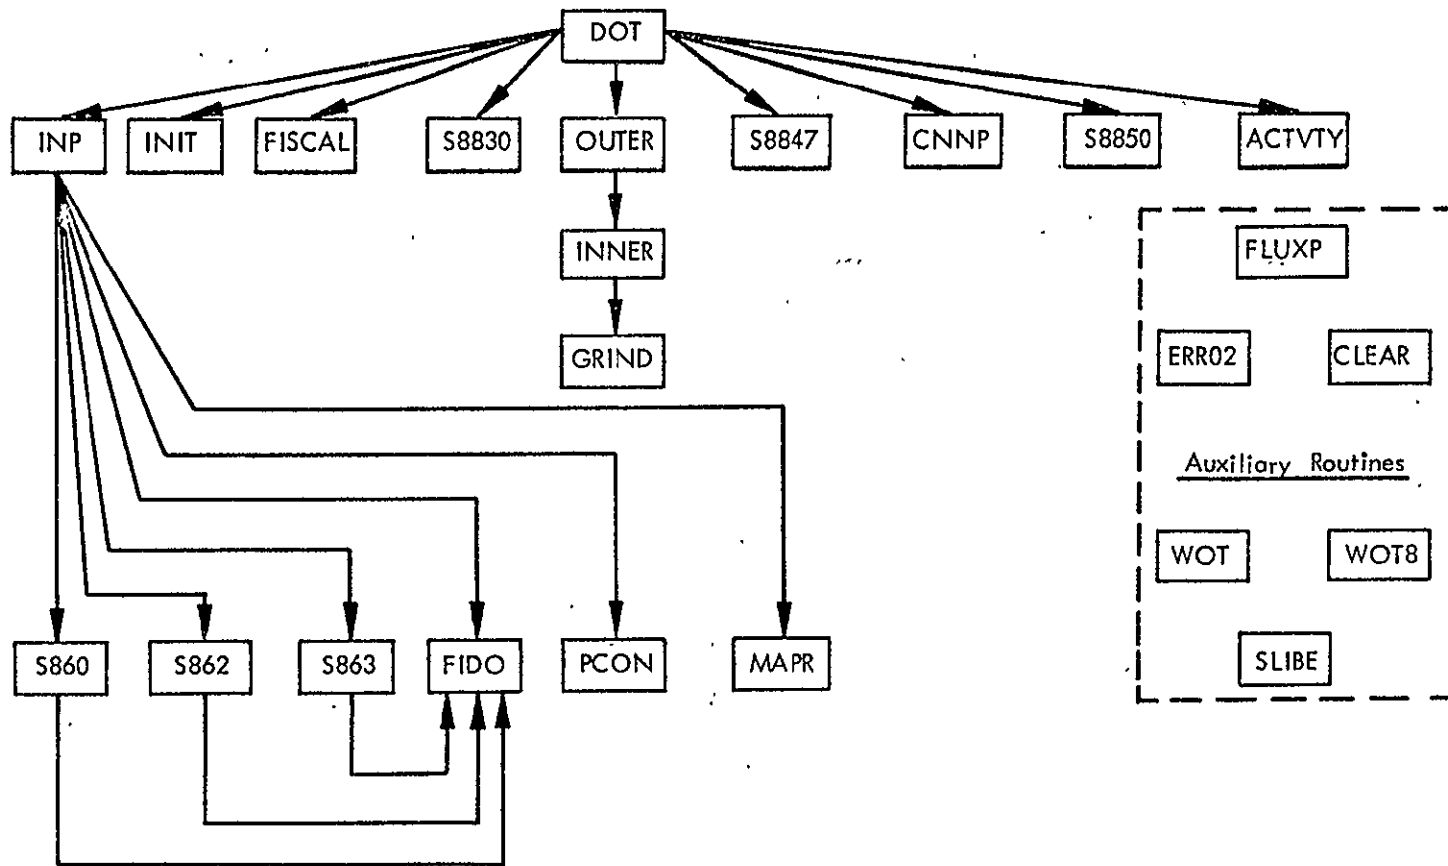 DOT
INP INIT FISCAL S8830 OUTER S8847 CNNP S8850 ACTVTY
INNER
FLUXP
GRIND
ERR02 CLEAR
Auxiliary Routines
WOT WOT8
S860 S862 S863 FIDO PCON MAPR
SLIBE